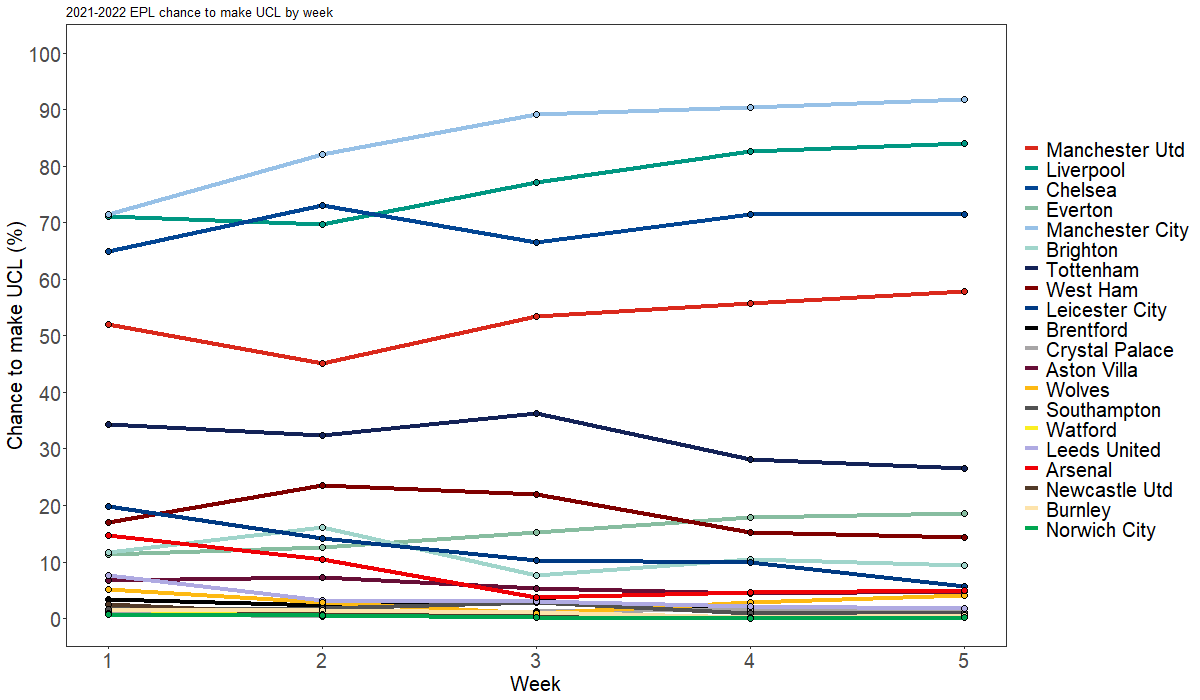 2021-2022 EPL chance to make UCL by week
Chance to make UCL (%)
100
90
80
70
60
50
40
30
20
10
0
1 2 3 4 5
Week
Manchester Utd
Liverpool
Chelsea
Everton
Manchester City
Brighton
Tottenham
West Ham
Leicester City
Brentford
Crystal Palace
Aston Villa
Wolves
Southampton
Watford
Leeds United
Arsenal
Newcastle Utd
Burnley
Norwich City